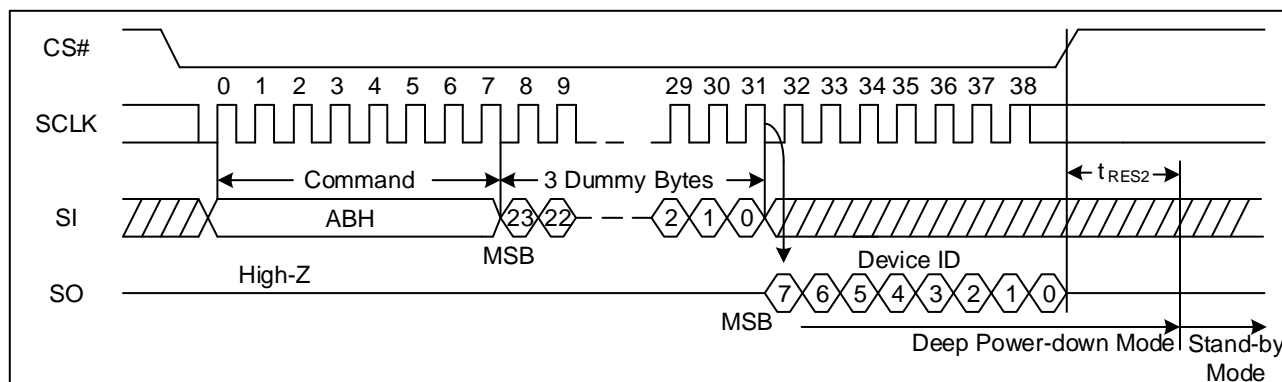 CS#
0 1 2 3 4 5 6 7 8 9 29 30 31 32 33 34 35 36 37 38
SCLK
Command 3 Dummy Bytes tRES2
SI ABH 23 22 2 1 0
MSB
High-Z Device ID
SO 7 6 5 4 3 2 1 0
MSB
Deep Power-down Mode Stand-by
Mode